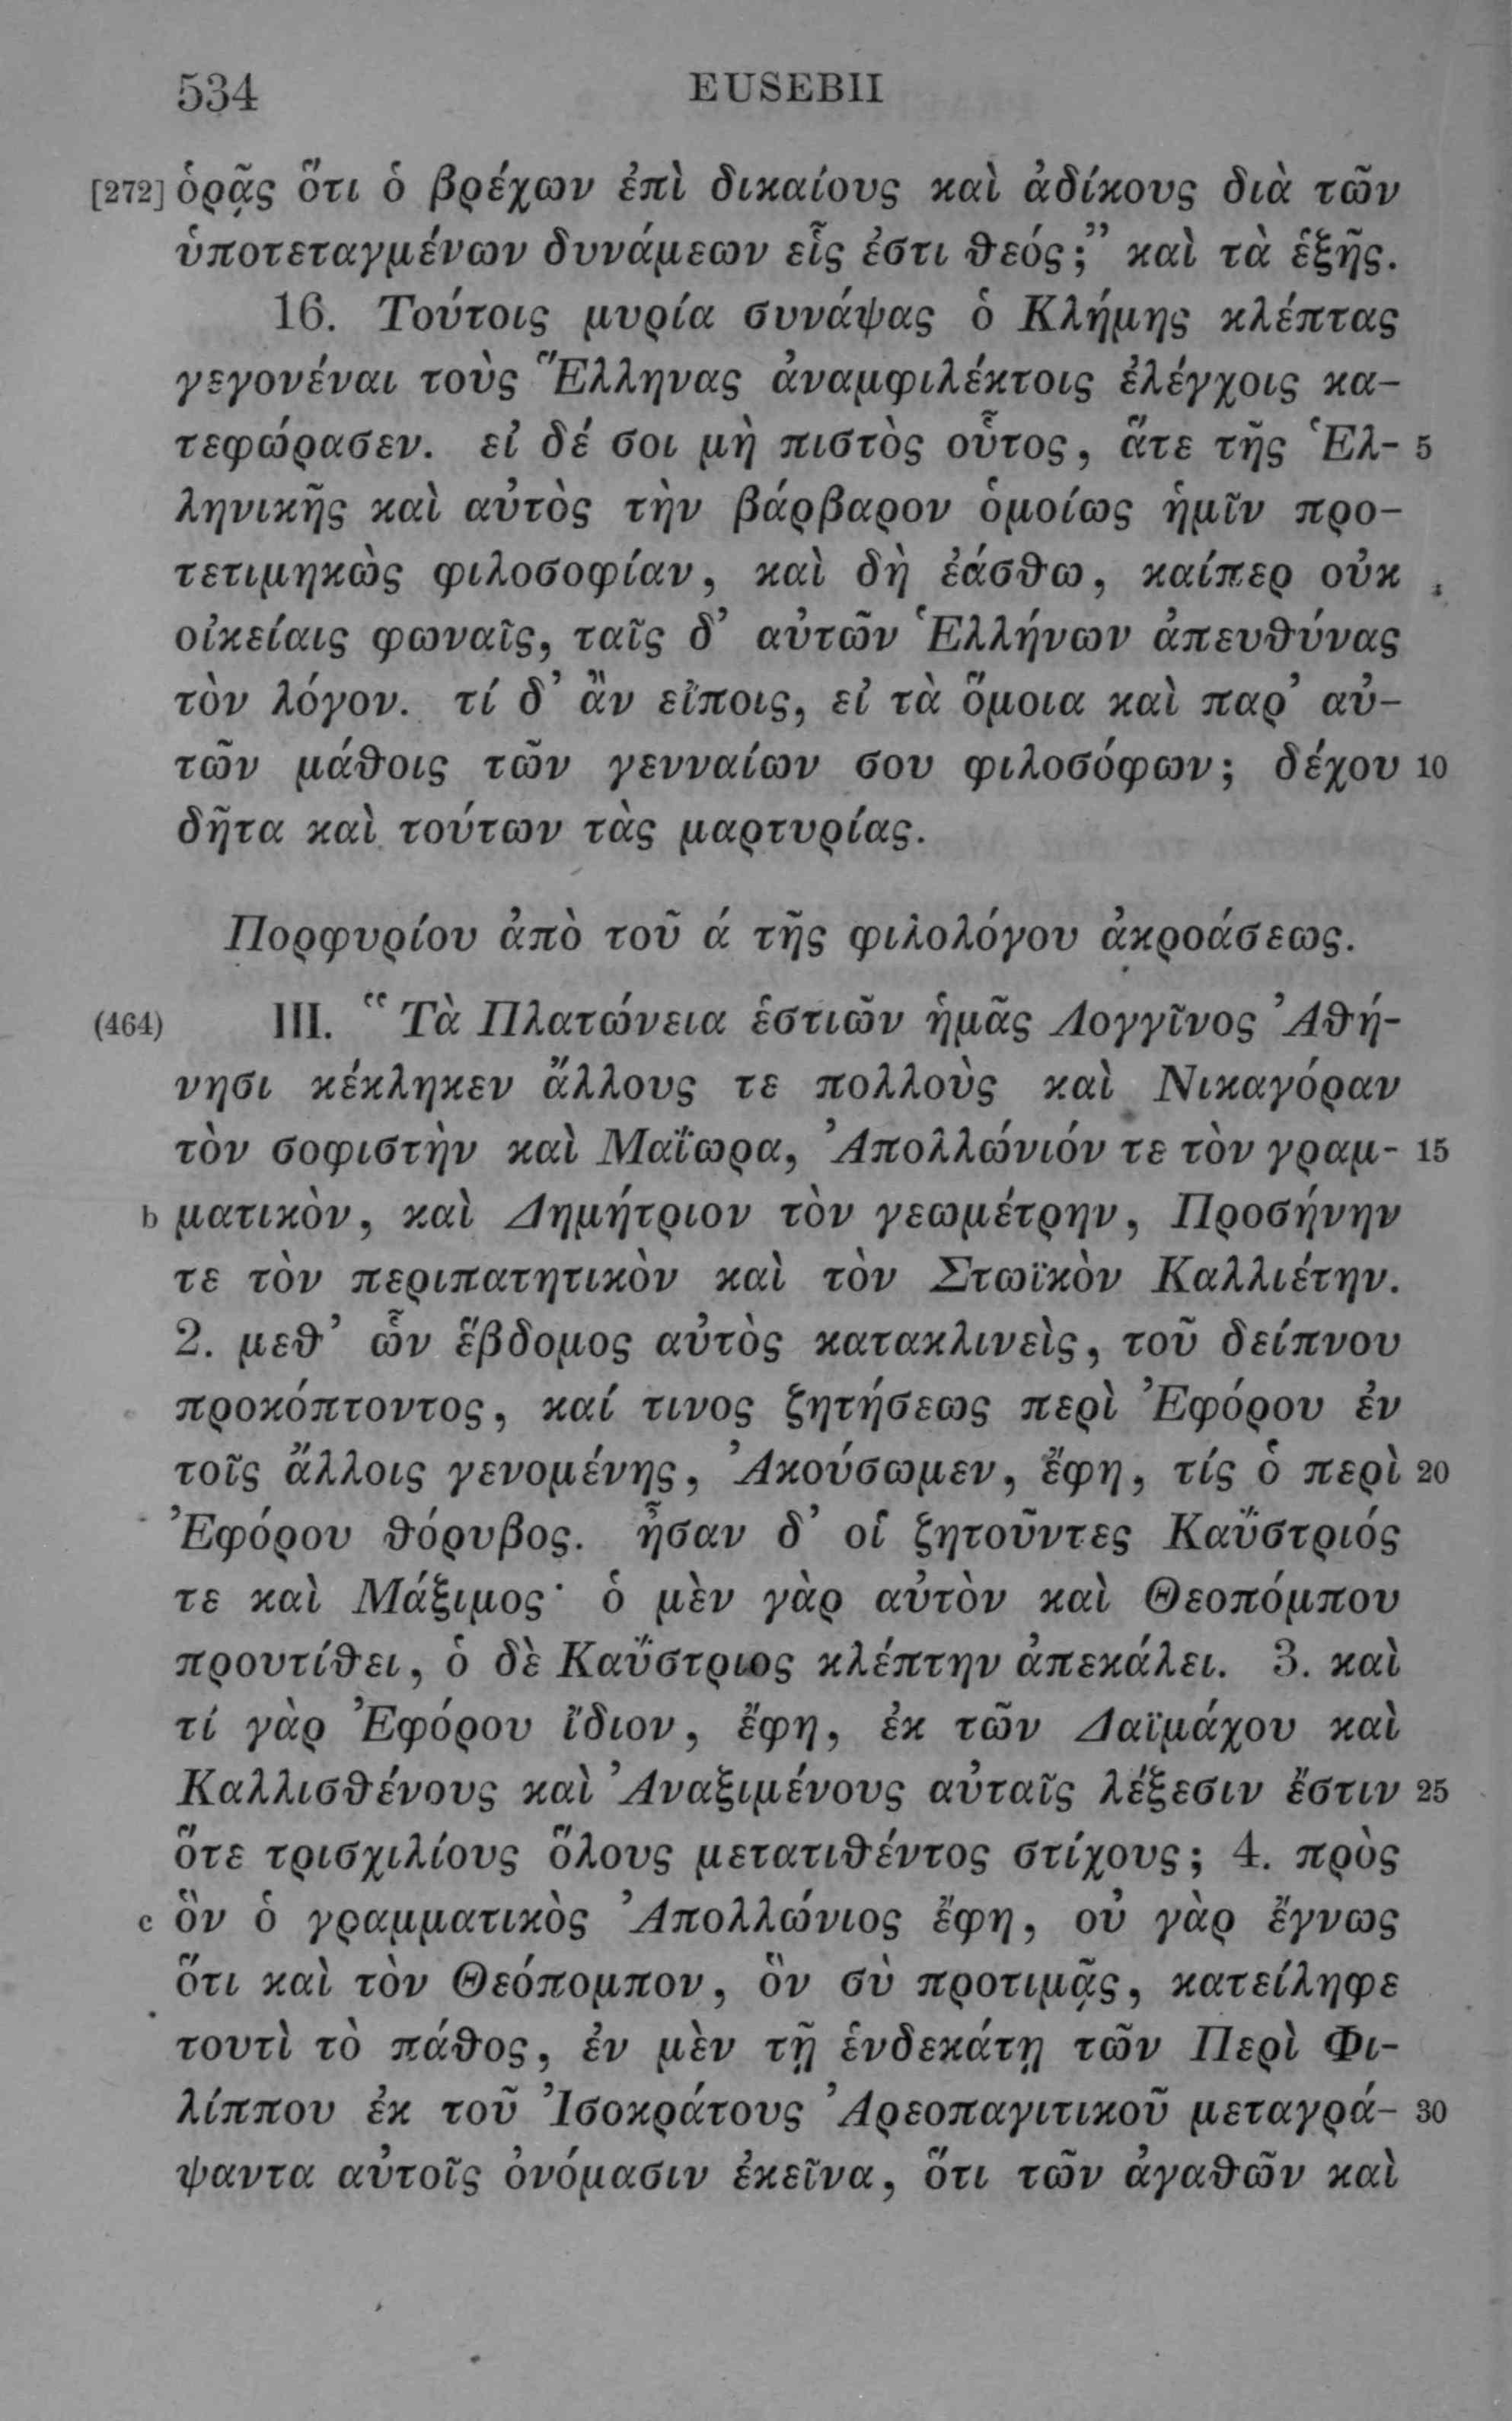 534 EUSEBII
[272] ὁρᾷς ὅτι ὁ βρέχων ἐπὶ δικαίους καὶ ἀδίκους διὰ τῶν
ὑποτεταγμένων δυνάμεων εἷς ἐστι θεός;" καὶ τὰ ἑξῆς.
16. Τούτοις μυρία συνάψας ὁ Κλήμης κλέπτας
γεγονέναι τοὺς Ἕλληνας ἀναμφιλέκτοις ἐλέγχοις κα-
τεφώρασεν. εἰ δέ σοι μὴ πιστὸς οὗτος, ἅτε τῆς Ἑλ- 5
ληνικῆς καὶ αὐτὸς τὴν βάρβαρον ὁμοίως ἡμῖν προ-
τετιμηκὼς φιλοσοφίαν, καὶ δὴ ἐάσθω, καίπερ οὐκ
οἰκείαις φωναῖς, ταῖς δ' αὐτῶν Ἑλλήνων ἀπευθύνας
τὸν λόγον. τί δ' ἂν εἴποις, εἰ τὰ ὅμοια καὶ παρ' αὐ-
τῶν μάθοις τῶν γενναίων σου φιλοσόφων; δέχου 10
δῆτα καὶ τούτων τὰς μαρτυρίας.
Πορφυρίου ἀπὸ τοῦ ά τῆς φιλολόγου ἀκροάσεως.
(464) III. "Τὰ Πλατώνεια ἑστιῶν ἡμᾶς Λογγῖνος Ἀθή-
νησι κέκληκεν ἄλλους τε πολλοὺς καὶ Νικαγόραν
τὸν σοφιστὴν καὶ Μαΐωρα, Ἀπολλώνιόν τε τὸν γραμ- 15
b ματικὸν, καὶ Δημήτριον τὸν γεωμέτρην, Προσήνην
τε τὸν περιπατητικὸν καὶ τὸν Στωϊκὸν Καλλιέτην.
2. μεθ' ὧν ἕβδομος αὐτὸς κατακλινεὶς, τοῦ δείπνου
προκόπτοντος, καί τινος ζητήσεως περὶ Ἐφόρου ἐν
τοῖς ἄλλοις γενομένης, Ἀκούσωμεν, ἔφη, τίς ὁ περὶ 20
Ἐφόρου θόρυβος. ἦσαν δ' οἱ ζητοῦντες Καΰστριός
τε καὶ Μάξιμος· ὁ μὲν γὰρ αὐτὸν καὶ Θεοπόμπου
προυτίθει, ὁ δὲ Καΰστριος κλέπτην ἀπεκάλει. 3. καὶ
τί γὰρ Ἐφόρου ἴδιον, ἔφη, ἐκ τῶν Δαϊμάχου καὶ
Καλλισθένους καὶ Ἀναξιμένους αὐταῖς λέξεσιν ἔστιν 25
ὅτε τρισχιλίους ὅλους μετατιθέντος στίχους; 4. πρὸς
c ὃν ὁ γραμματικὸς Ἀπολλώνιος ἔφη, οὐ γὰρ ἔγνως
ὅτι καὶ τὸν Θεόπομπον, ὃν σὺ προτιμᾷς, κατείληφε
τουτὶ τὸ πάθος, ἐν μὲν τῇ ἑνδεκάτῃ τῶν Περὶ Φι-
λίππου ἐκ τοῦ Ἰσοκράτους Ἀρεοπαγιτικοῦ μεταγρά- 30
ψαντα αὐτοῖς ὀνόμασιν ἐκεῖνα, ὅτι τῶν ἀγαθῶν καὶ